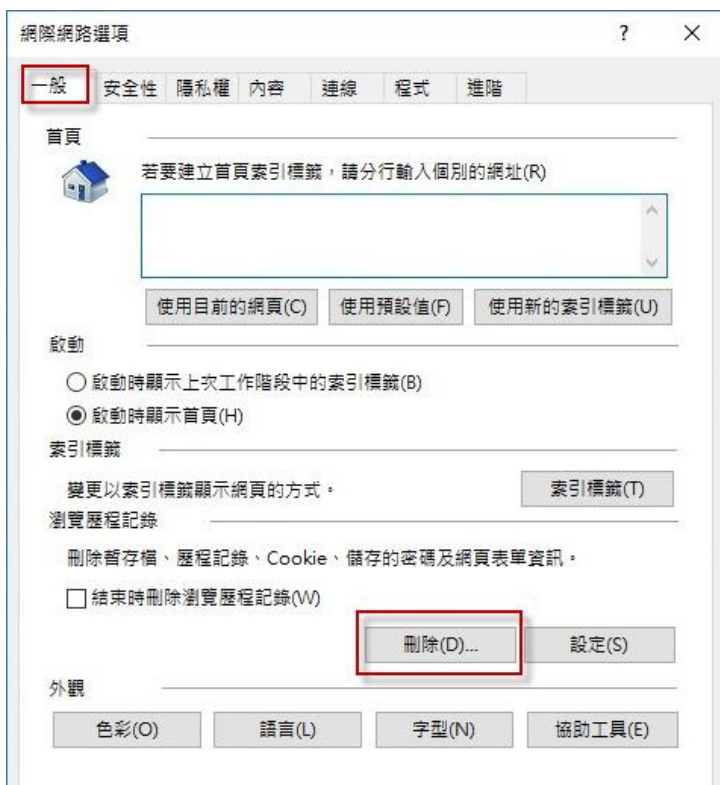 網際網路選項
一般 安全性 隱私權 內容 連線 程式 進階
首頁
若要建立首頁索引標籤，請分行輸入個別的網址(R)
使用目前的網頁(C) 使用預設值(F) 使用新的索引標籤(U)
啟動
啟動時顯示上次工作階段中的索引標籤(B)
啟動時顯示首頁(H)
索引標籤
變更以索引標籤顯示網頁的方式。 索引標籤(T)
瀏覽歷程記錄
刪除暫存檔、歷程記錄、Cookie、儲存的密碼及網頁表單資訊。
結束時刪除瀏覽歷程記錄(W)
刪除(D)... 設定(S)
外觀
色彩(O) 語言(L) 字型(N) 協助工具(E)